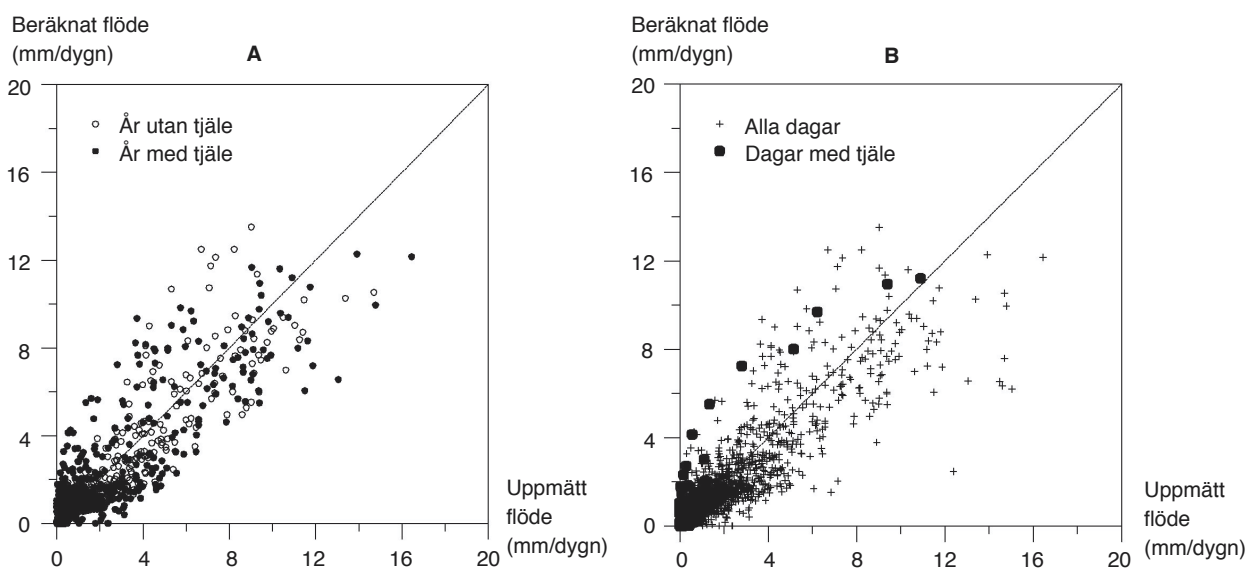 Beräknat flöde
(mm/dygn)
A
20
16
12
8
4
0
År utan tjäle
År med tjäle
0 4 8 12 16 20
Uppmätt
flöde
(mm/dygn)
Beräknat flöde
(mm/dygn)
B
20
16
12
8
4
0
Alla dagar
Dagar med tjäle
0 4 8 12 16 20
Uppmätt
flöde
(mm/dygn)